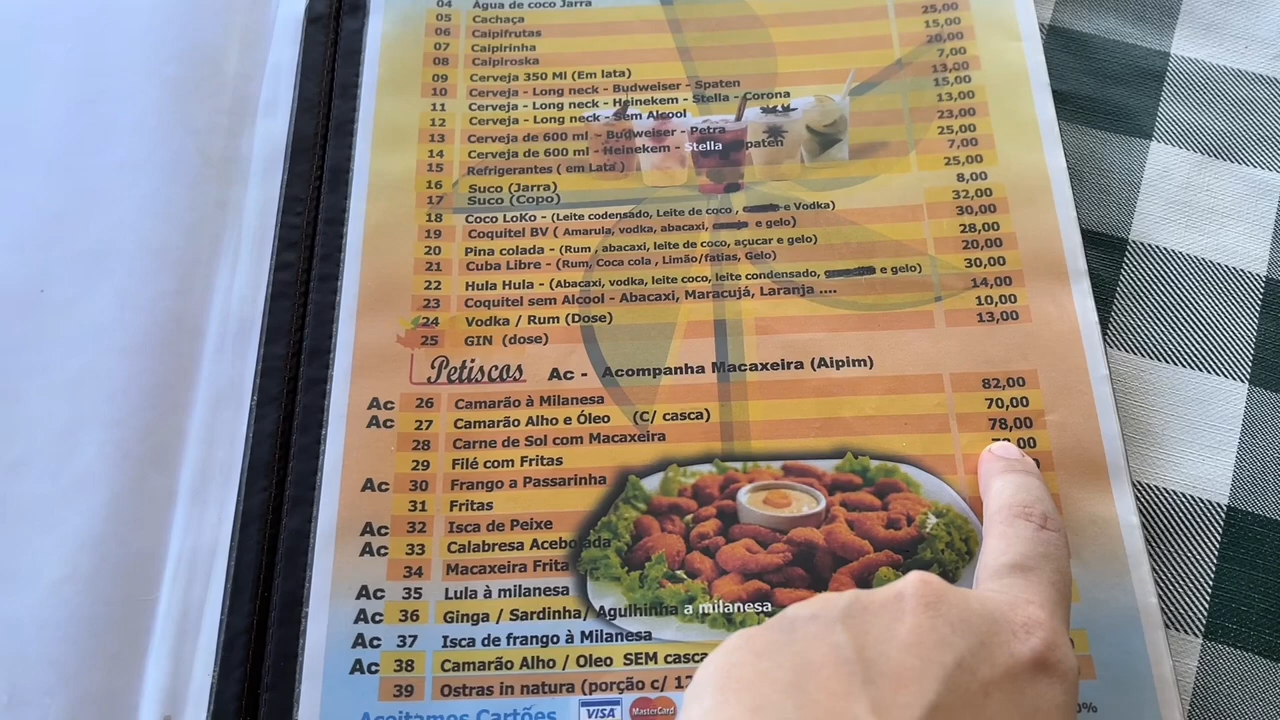 04 Água de coco Jarra
05 Cachaça
06 Caipifrutas 25,00
07 Caipirinha 15,00
08 Caipiroska 20,00
09 Cerveja 350 Ml (Em lata) 7,00
10 Cerveja - Long neck - Budweiser - Spaten 13,00
11 Cerveja - Long neck - Heinekem - Stella - Corona 15,00
12 Cerveja - Long neck - Sem Alcool 13,00
13 Cerveja de 600 ml - Budweiser - Petra 23,00
14 Cerveja de 600 ml - Heinekem - Stella Spaten 25,00
15 Refrigerantes ( em Lata ) 7,00
16 Suco (Jarra) 25,00
17 Suco (Copo) 8,00
18 Coco LoKo - (Leite codensado, Leite de coco , e Vodka) 32,00
19 Coquitel BV ( Amarula, vodka, abacaxi, e gelo) 30,00
20 Pina colada - (Rum , abacaxi, leite de coco, açucar e gelo) 28,00
21 Cuba Libre - (Rum, Coca cola , Limão/fatias, Gelo) 20,00
22 Hula Hula - (Abacaxi, vodka, leite coco, leite condensado, e gelo) 30,00
23 Coquitel sem Alcool - Abacaxi, Maracujá, Laranja .... 14,00
24 Vodka / Rum (Dose) 10,00
25 GIN (dose) 13,00
Petiscos Ac - Acompanha Macaxeira (Aipim)
Ac 26 Camarão à Milanesa 82,00
Ac 27 Camarão Alho e Óleo (C/ casca) 70,00
28 Carne de Sol com Macaxeira 78,00
29 Filé com Fritas
Ac 30 Frango a Passarinha
31 Fritas
Ac 32 Isca de Peixe
Ac 33 Calabresa Acebolada
34 Macaxeira Frita
Ac 35 Lula à milanesa
Ac 36 Ginga / Sardinha/ Agulhinha a milanesa
Ac 37 Isca de frango à Milanesa
Ac 38 Camarão Alho / Oleo SEM casca
39 Ostras in natura (porção c/ 12
Aceitamos Cartões VISA MasterCard 0%